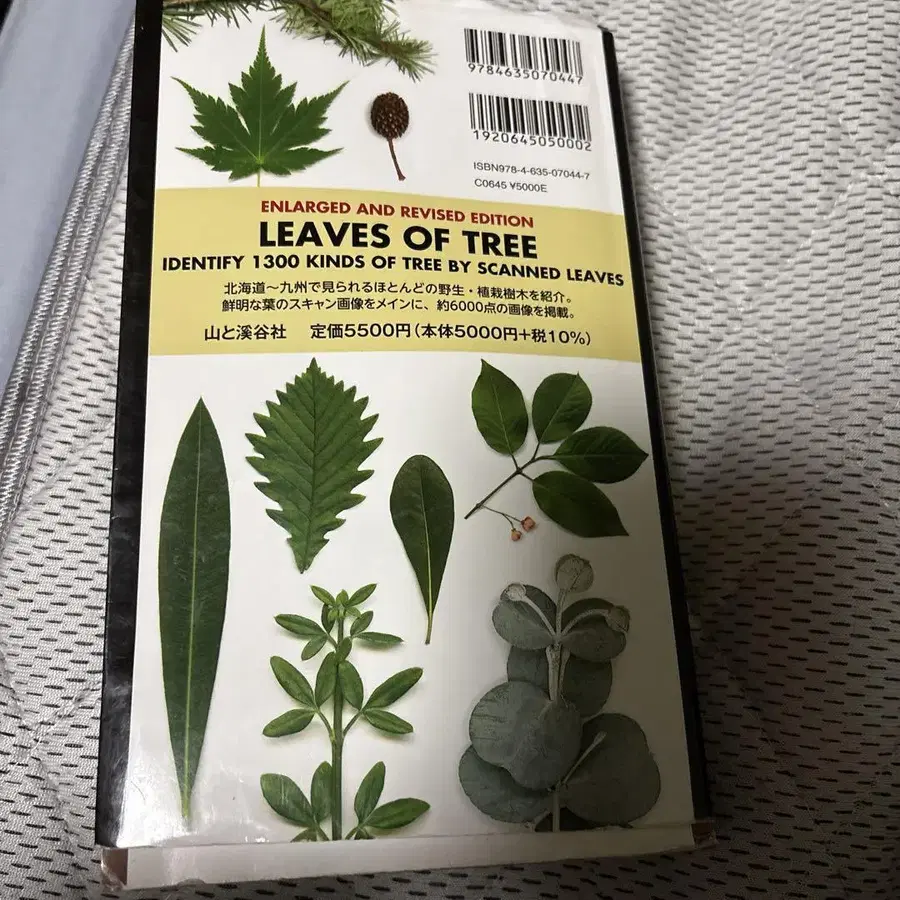 9784635070447
1920645050002
ISBN978-4-635-07044-7
C0645 ¥5000E
ENLARGED AND REVISED EDITION
LEAVES OF TREE
IDENTIFY 1300 KINDS OF TREE BY SCANNED LEAVES
北海道～九州で見られるほとんどの野生・植栽樹木を紹介。
鮮明な葉のスキャン画像をメインに、約6000点の画像を掲載。
山と溪谷社 定価5500円(本体5000円+税10%)